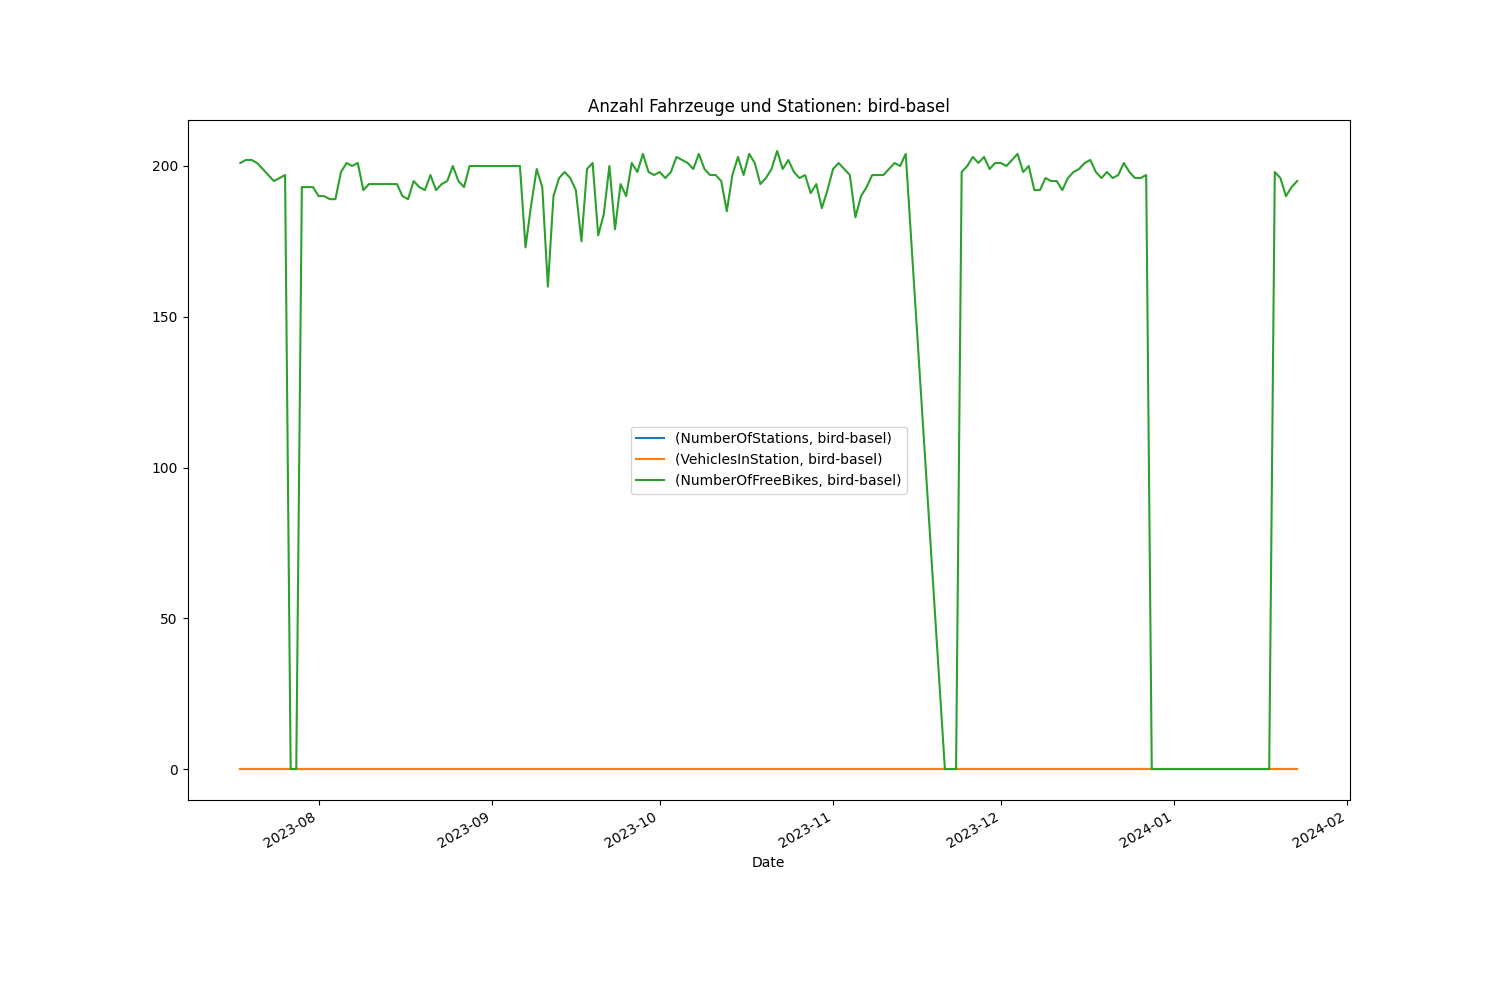 Anzahl Fahrzeuge und Stationen: bird-basel
200
150
100
50
0
(NumberOfStations, bird-basel)
(VehiclesInStation, bird-basel)
(NumberOfFreeBikes, bird-basel)
2023-08
2023-09
2023-10
2023-11
2023-12
2024-01
2024-02
Date